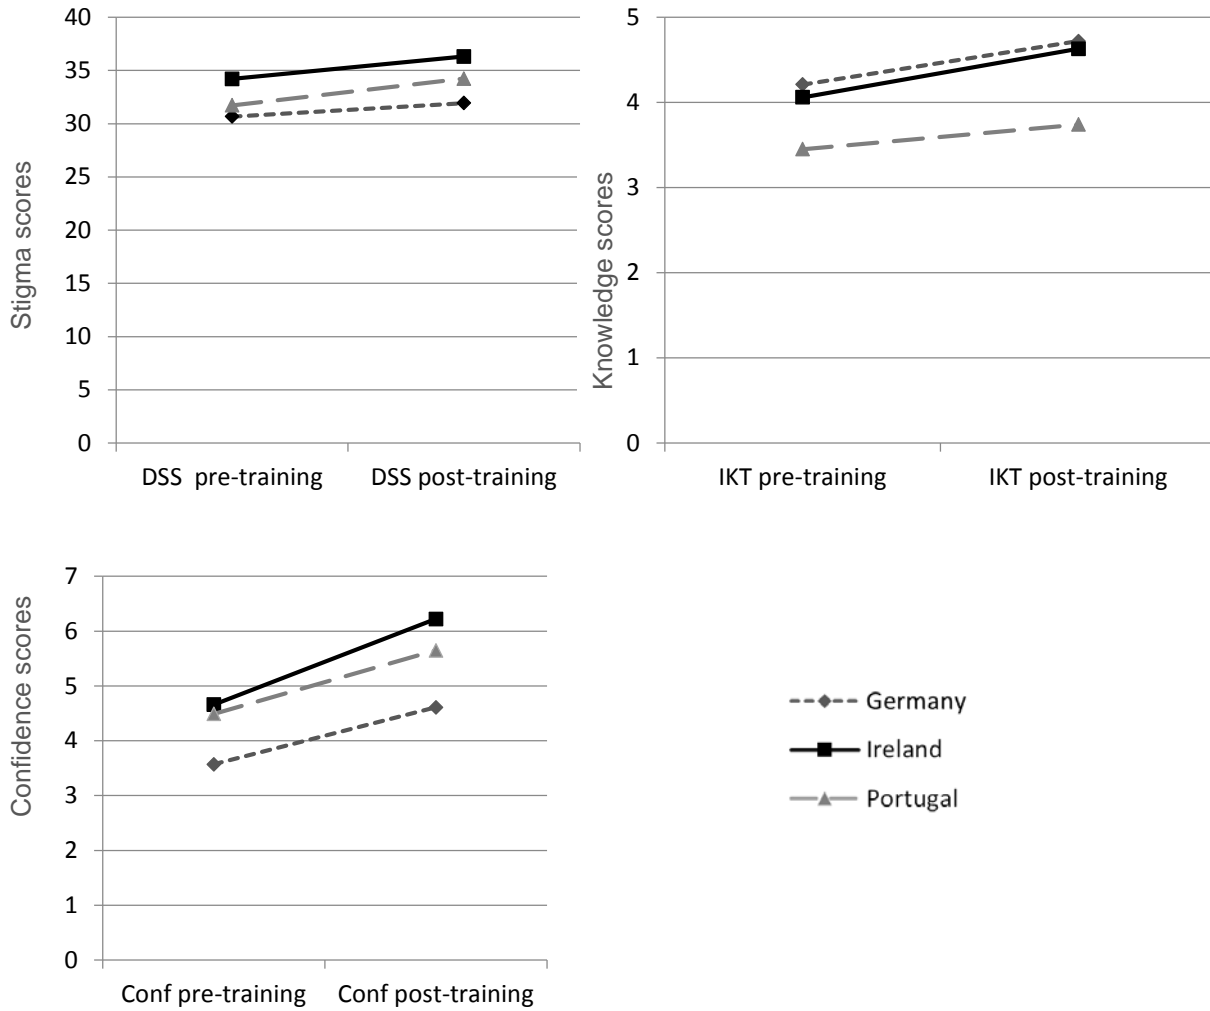 Stigma scores
40
35
30
25
20
15
10
5
0
DSS  pre-training
DSS post-training
Knowledge scores
5
4
3
2
1
0
IKT pre-training
IKT post-training
Confidence scores
7
6
5
4
3
2
1
0
Conf pre-training
Conf post-training
Germany
Ireland
Portugal